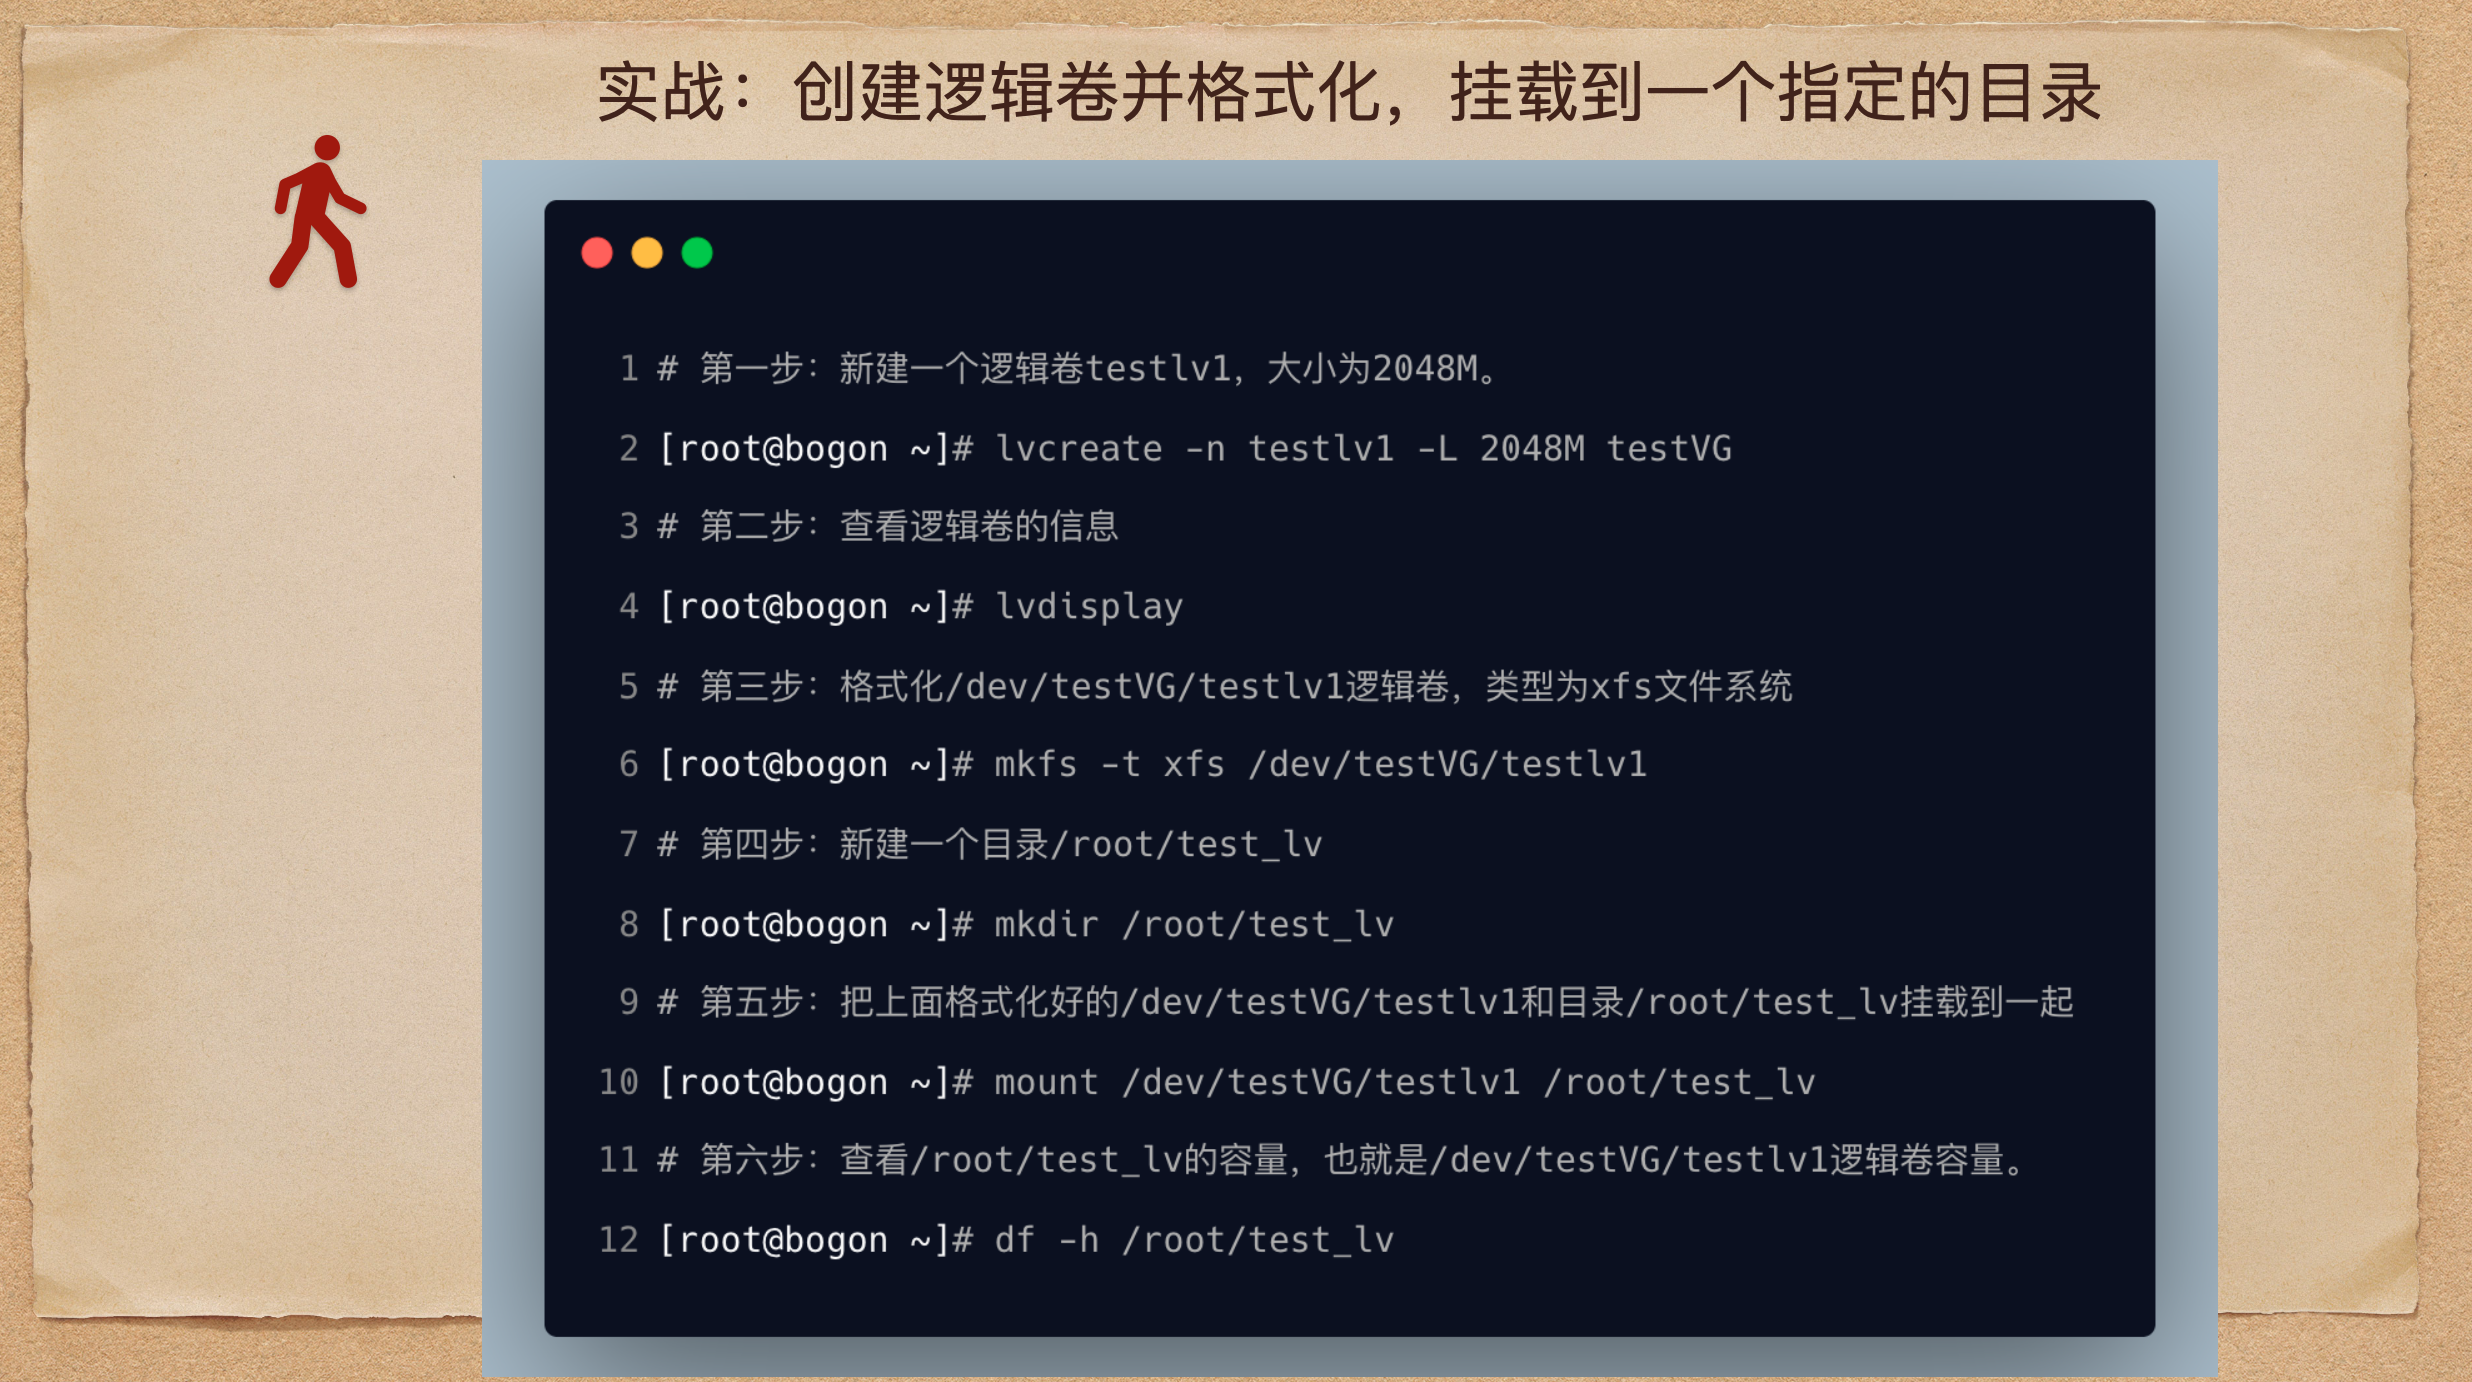 实战：创建逻辑卷并格式化，挂载到一个指定的目录
1 # 第一步：新建一个逻辑卷testlv1，大小为2048M。
2 [root@bogon ~]# lvcreate -n testlv1 -L 2048M testVG
3 # 第二步：查看逻辑卷的信息
4 [root@bogon ~]# lvdisplay
5 # 第三步：格式化/dev/testVG/testlv1逻辑卷，类型为xfs文件系统
6 [root@bogon ~]# mkfs -t xfs /dev/testVG/testlv1
7 # 第四步：新建一个目录/root/test_lv
8 [root@bogon ~]# mkdir /root/test_lv
9 # 第五步：把上面格式化好的/dev/testVG/testlv1和目录/root/test_lv挂载到一起
10 [root@bogon ~]# mount /dev/testVG/testlv1 /root/test_lv
11 # 第六步：查看/root/test_lv的容量，也就是/dev/testVG/testlv1逻辑卷容量。
12 [root@bogon ~]# df -h /root/test_lv